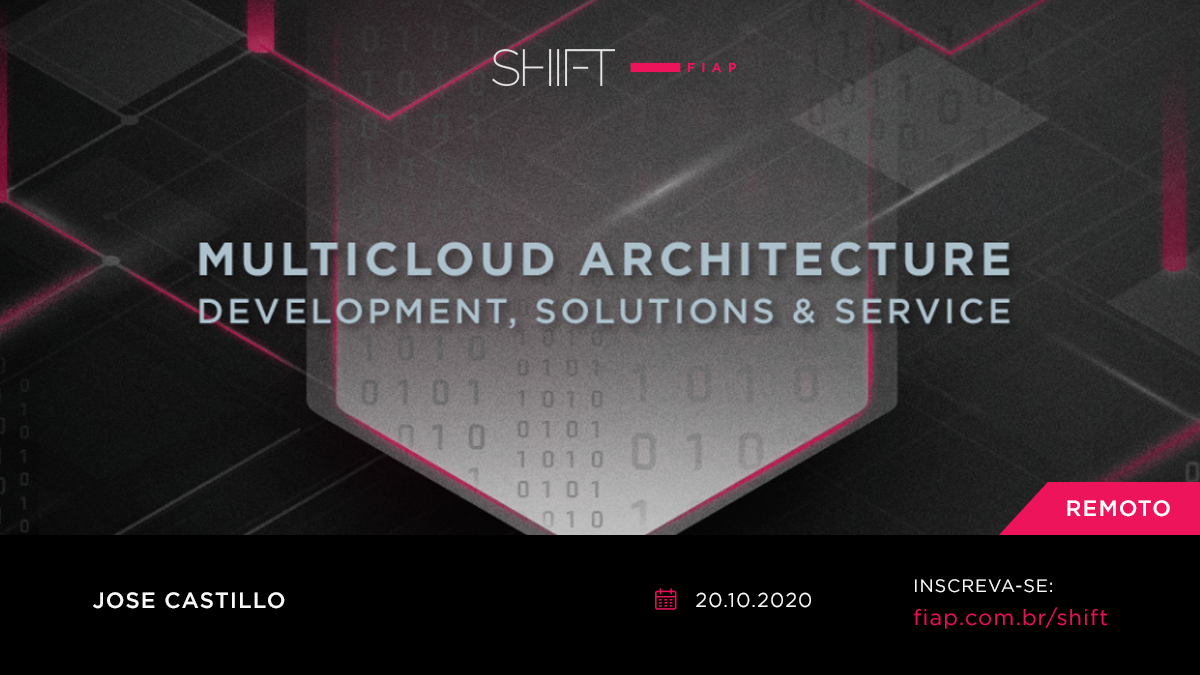 SHIFT FIAP
MULTICLOUD ARCHITECTURE
DEVELOPMENT, SOLUTIONS & SERVICE
REMOTO
JOSE CASTILLO
20.10.2020
INSCREVA-SE:
fiap.com.br/shift